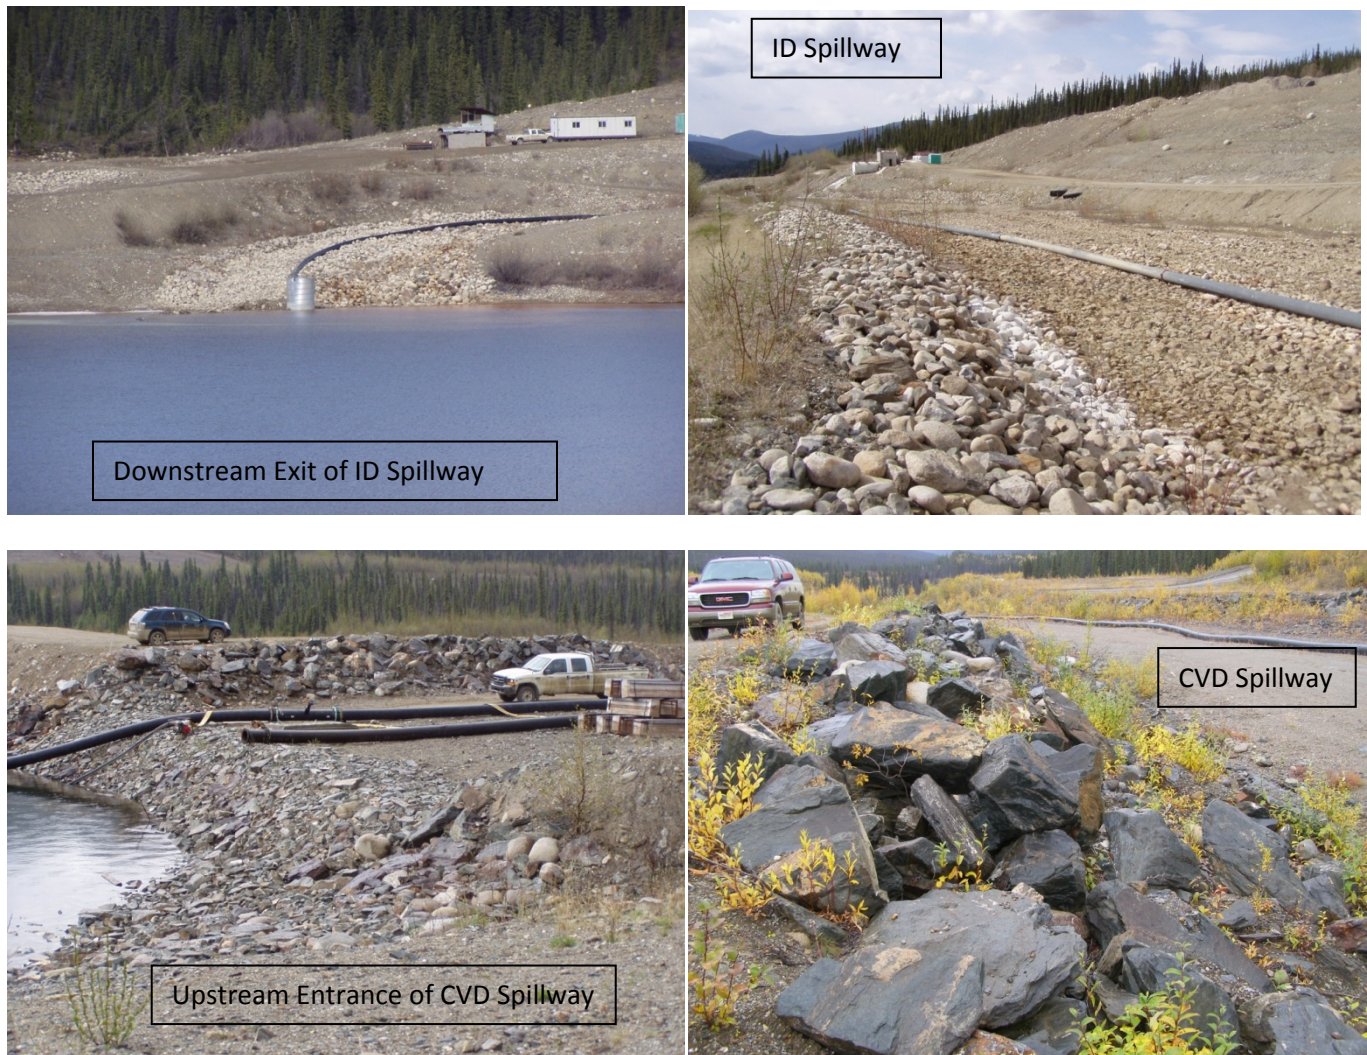 Downstream Exit of ID Spillway
ID Spillway
Upstream Entrance of CVD Spillway
GMC
CVD Spillway